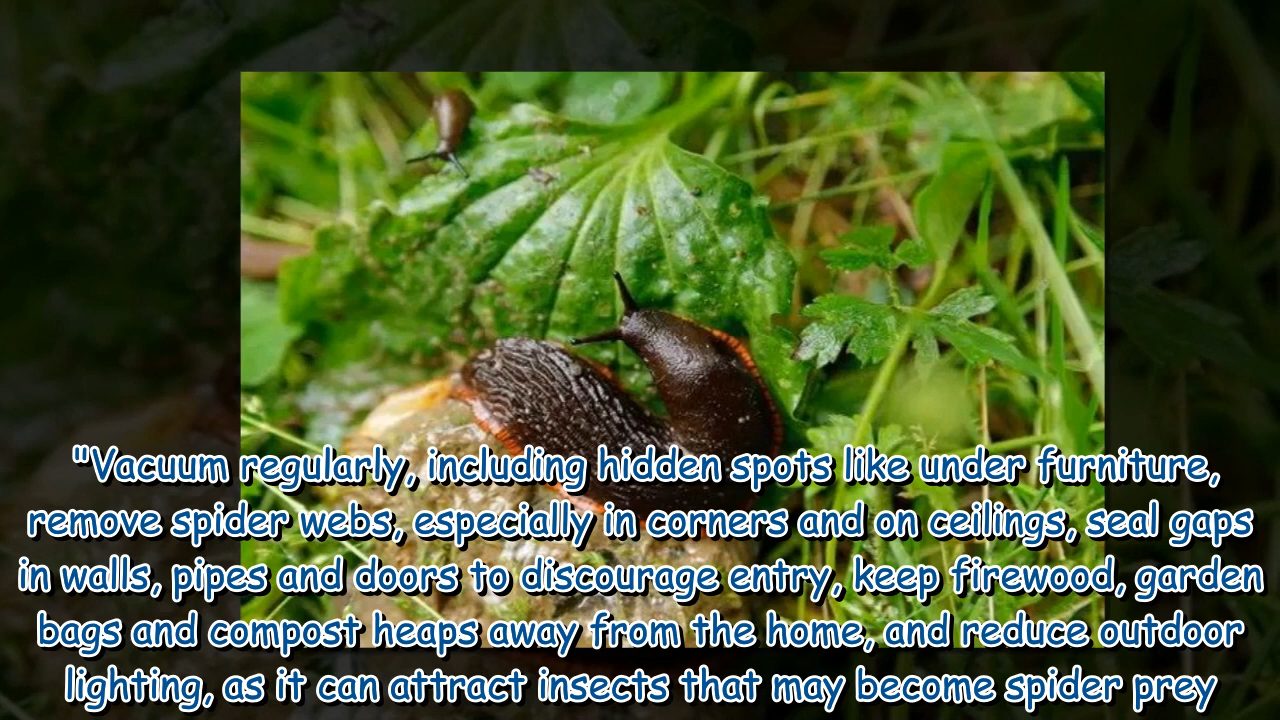 "Vacuum regularly, including hidden spots like under furniture,
remove spider webs, especially in corners and on ceilings, seal gaps
in walls, pipes and doors to discourage entry, keep firewood, garden
bags and compost heaps away from the home, and reduce outdoor
lighting, as it can attract insects that may become spider prey